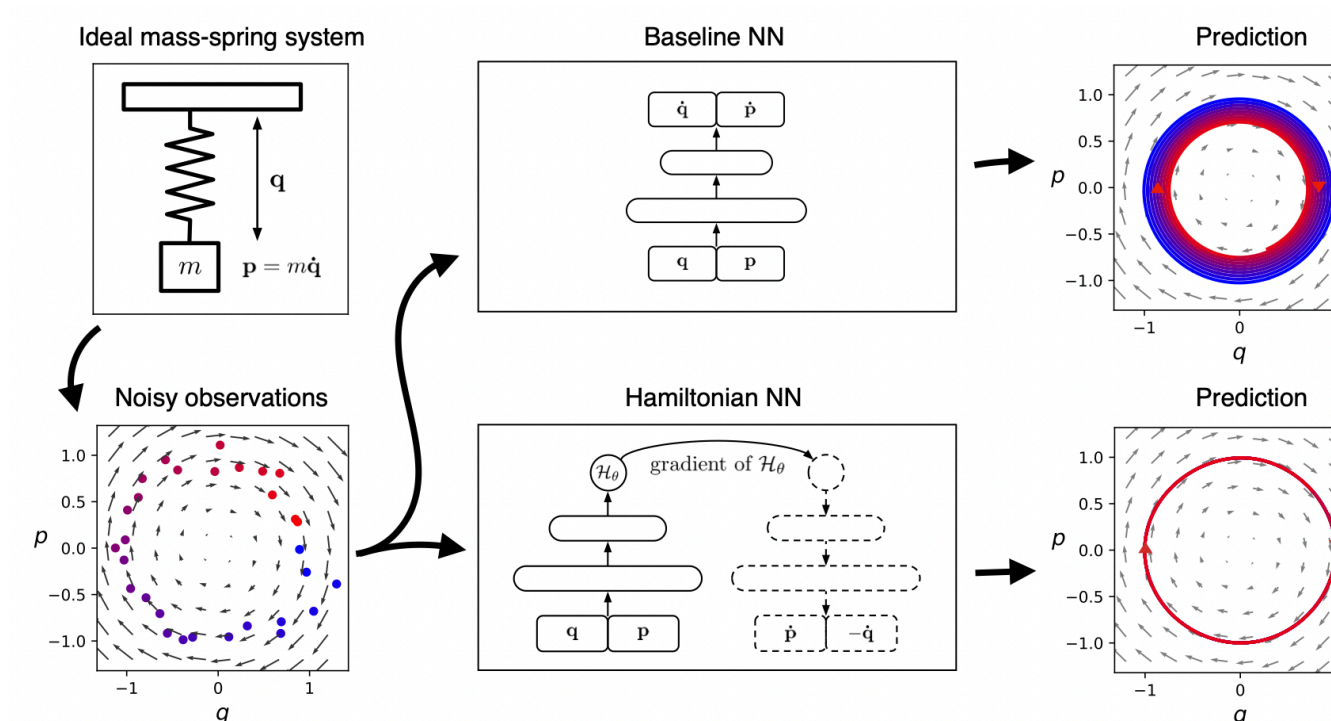 Ideal mass-spring system
q
m
p = mq̇
Baseline NN
q̇ ṗ
q p
Prediction
p
1.0
0.5
0.0
−0.5
−1.0
−1 0
q
Noisy observations
p
1.0
0.5
0.0
−0.5
−1.0
−1 0 1
q
Hamiltonian NN
ℋθ
gradient of ℋθ
q p
ṗ −q̇
Prediction
p
1.0
0.5
0.0
−0.5
−1.0
−1 0
q